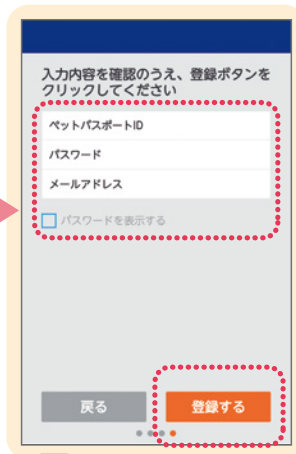 入力内容を確認のうえ、登録ボタンを
クリックしてください
ペットパスポートID
パスワード
メールアドレス
パスワードを表示する
戻る
登録する